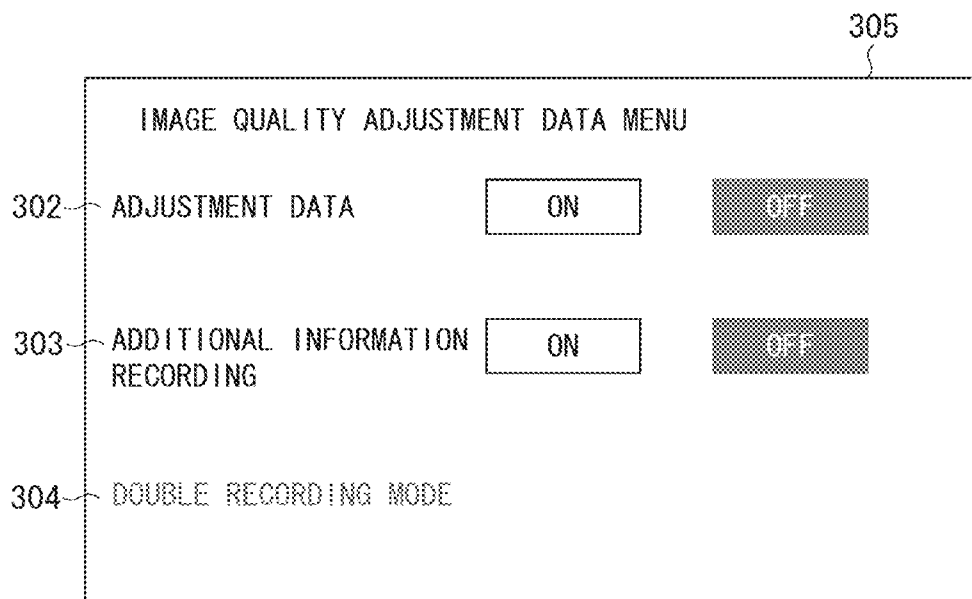 305
IMAGE QUALITY ADJUSTMENT DATA MENU
302 ADJUSTMENT DATA ON OFF
303 ADDITIONAL INFORMATION RECORDING ON OFF
304 DOUBLE RECORDING MODE